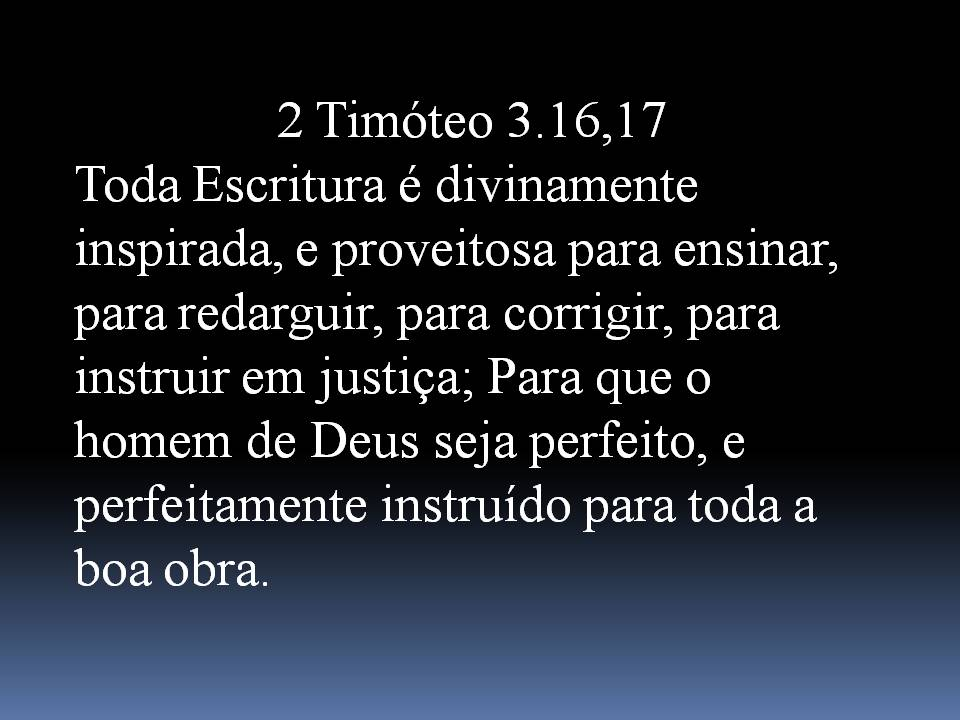 2 Timóteo 3.16,17
Toda Escritura é divinamente
inspirada, e proveitosa para ensinar,
para redarguir, para corrigir, para
instruir em justiça; Para que o
homem de Deus seja perfeito, e
perfeitamente instruído para toda a
boa obra.